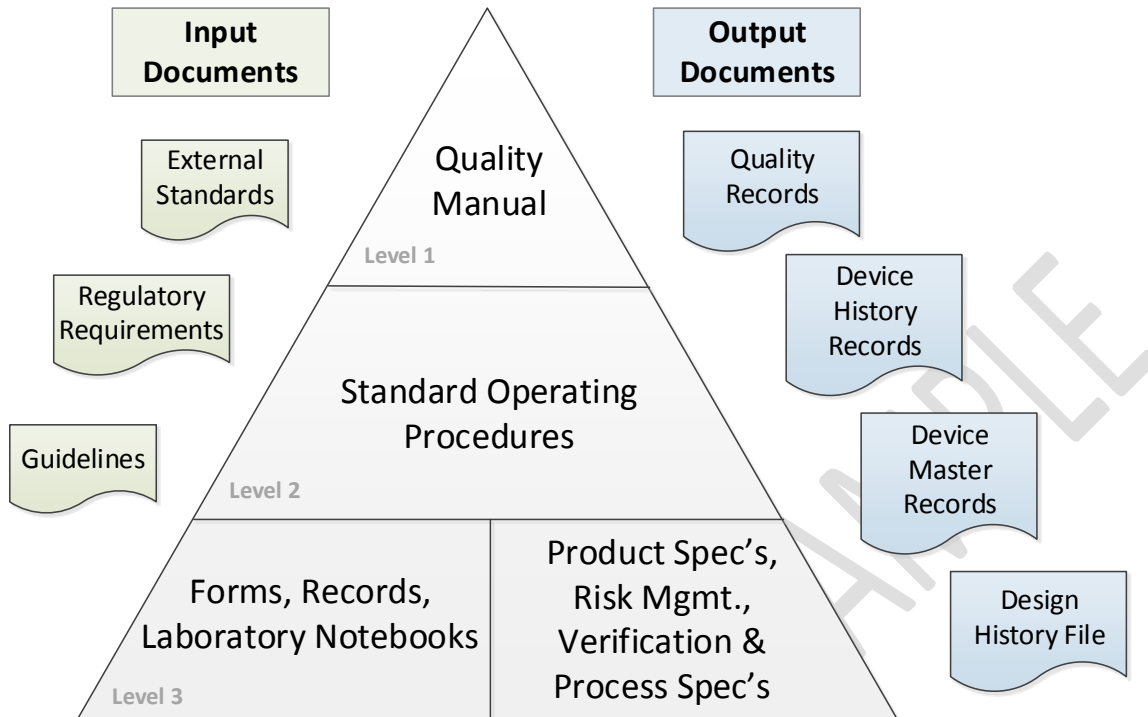 Input
Documents
Output
Documents
External
Standards
Quality
Manual
Quality
Records
Level 1
Regulatory
Requirements
Device
History
Records
Standard Operating
Procedures
Guidelines
Device
Master
Records
Level 2
Forms, Records,
Laboratory Notebooks
Product Spec’s,
Risk Mgmt.,
Verification &
Process Spec’s
Design
History File
Level 3